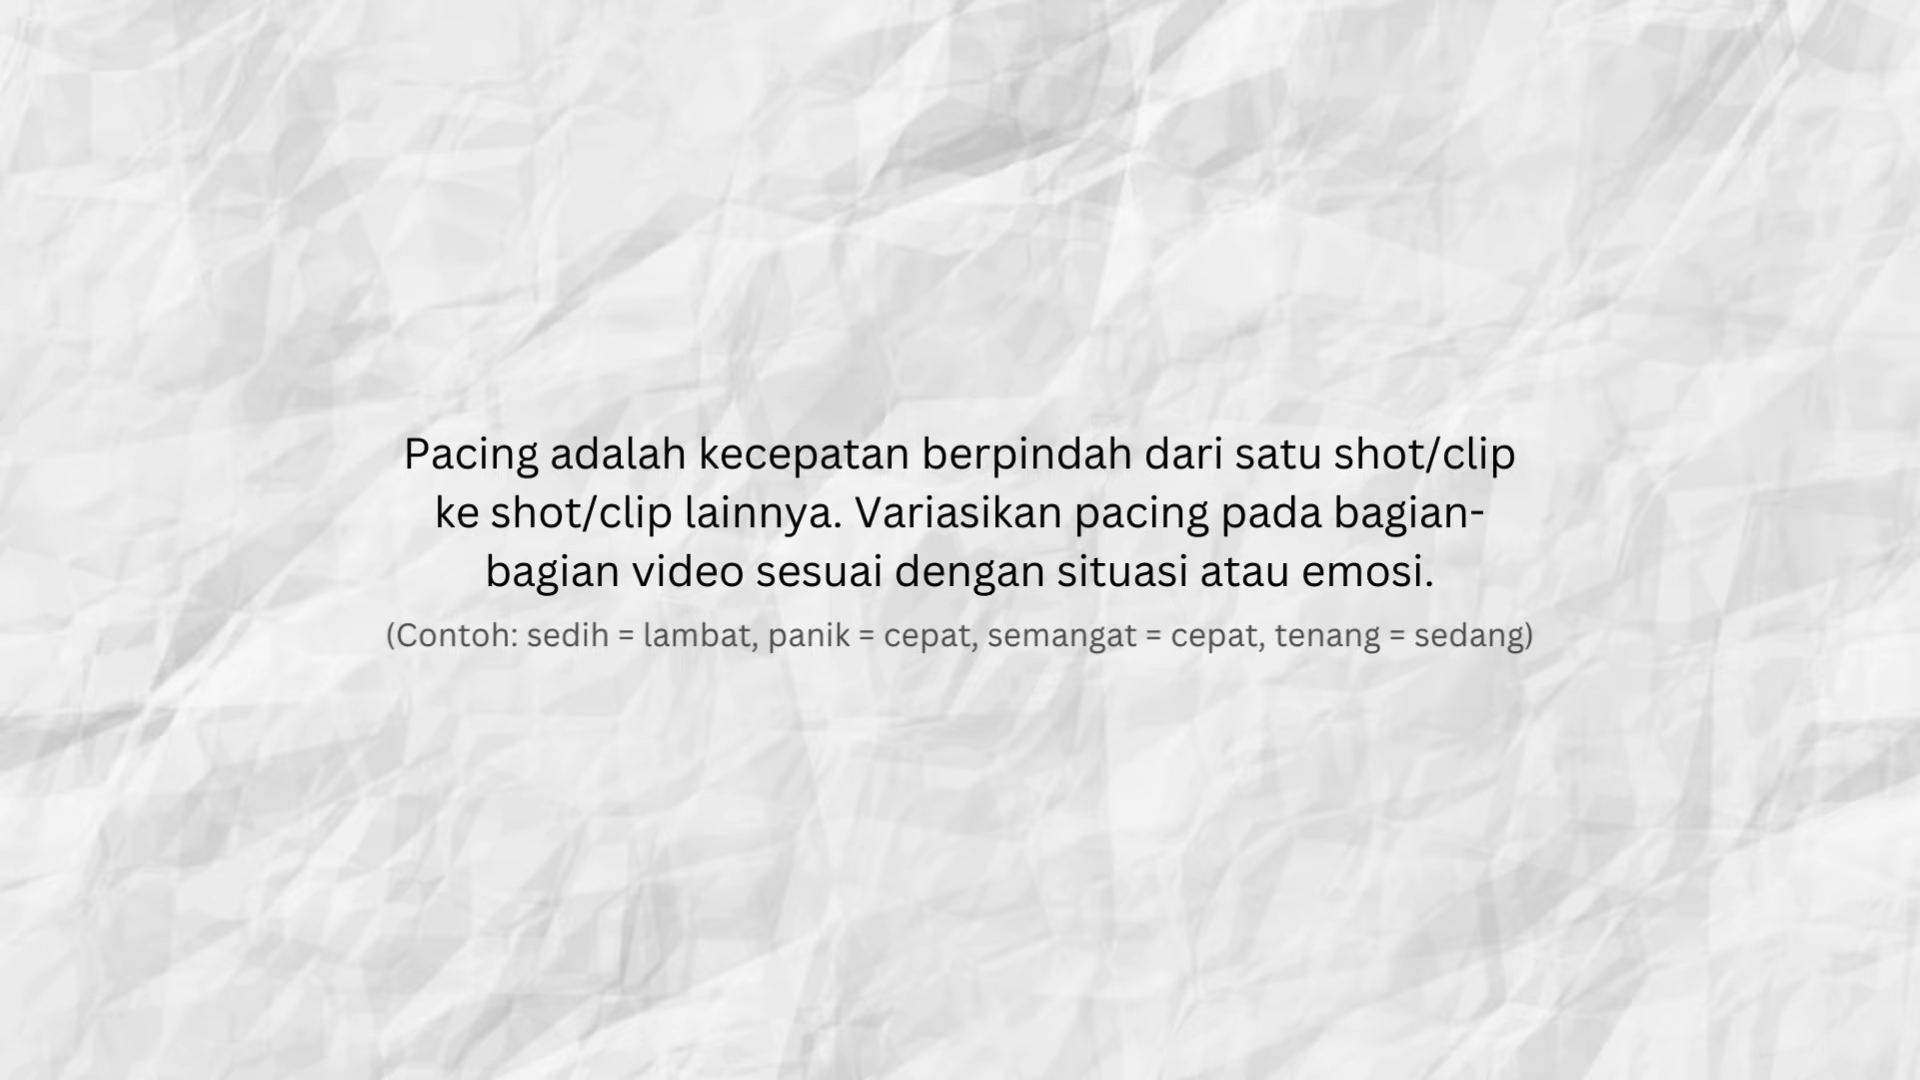 Pacing adalah kecepatan berpindah dari satu shot/clip
ke shot/clip lainnya. Variasikan pacing pada bagian-
bagian video sesuai dengan situasi atau emosi.
(Contoh: sedih = lambat, panik = cepat, semangat = cepat, tenang = sedang)